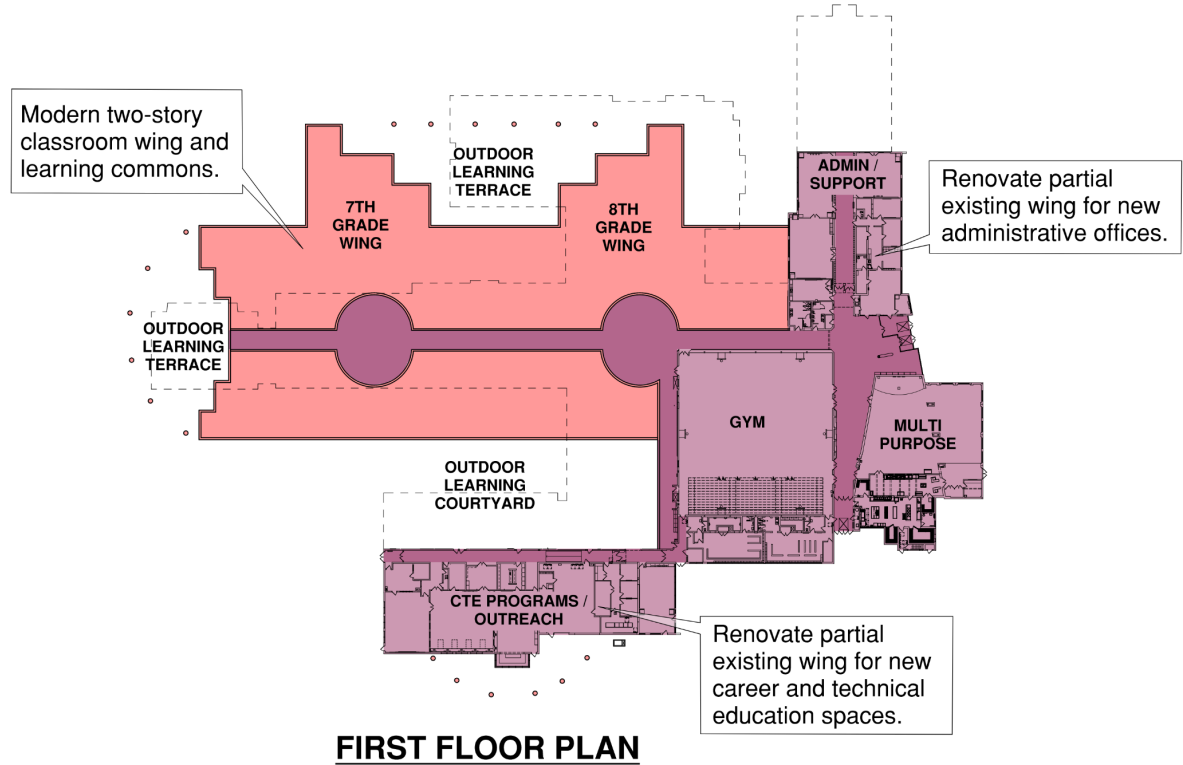 Modern two-story
classroom wing and
learning commons.
OUTDOOR
LEARNING
TERRACE
ADMIN /
SUPPORT
Renovate partial
existing wing for new
administrative offices.
7TH
GRADE
WING
8TH
GRADE
WING
OUTDOOR
LEARNING
TERRACE
GYM
MULTI
PURPOSE
OUTDOOR
LEARNING
COURTYARD
CTE PROGRAMS /
OUTREACH
Renovate partial
existing wing for new
career and technical
education spaces.
FIRST FLOOR PLAN